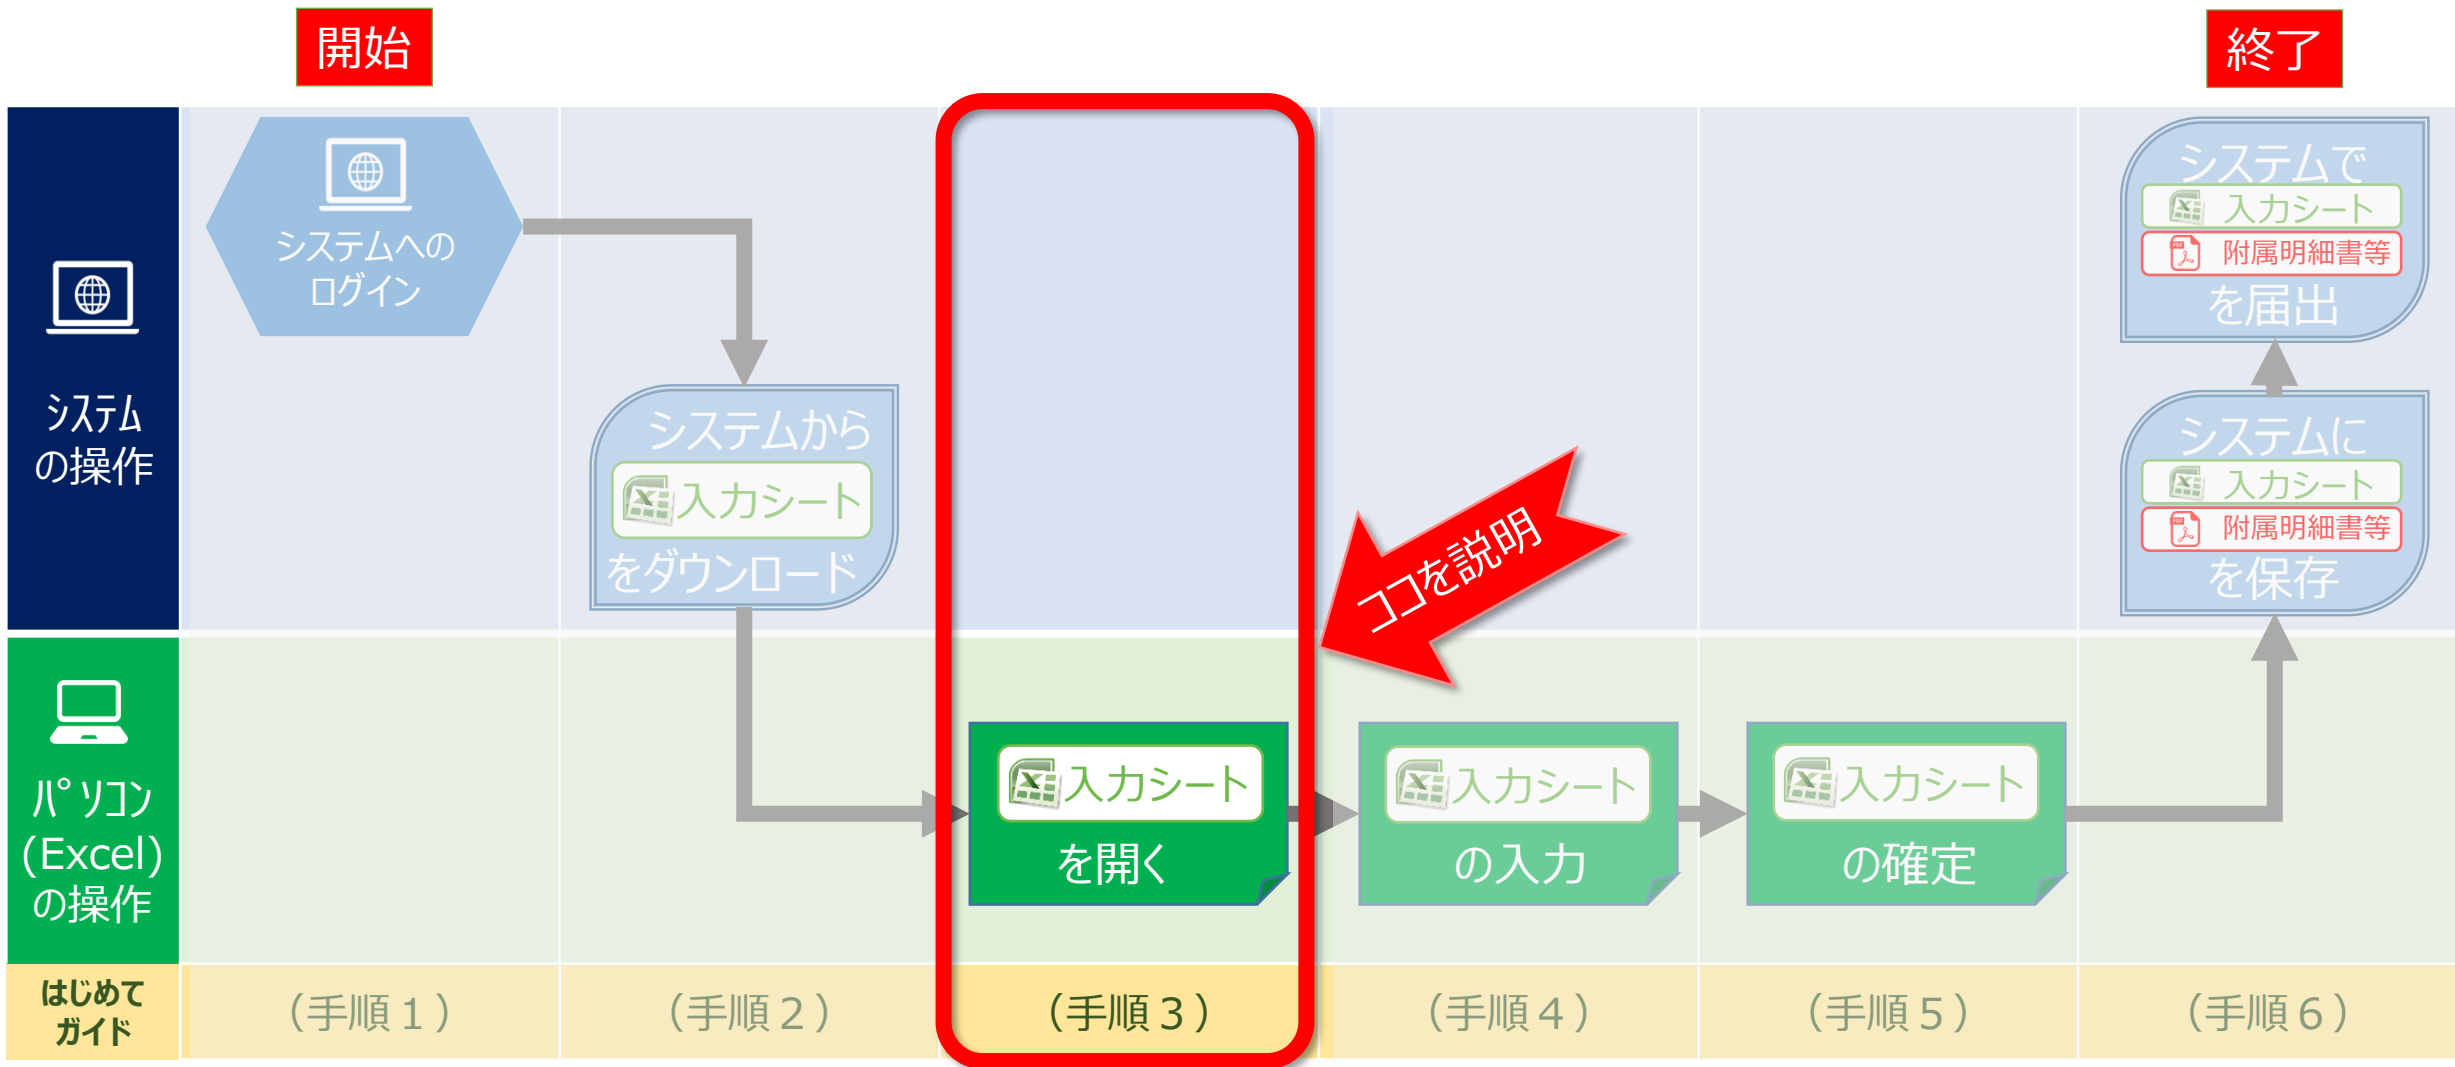 開始
終了
システムへの
ログイン
システムから
入力シート
をダウンロード
システムで
入力シート
附属明細書等
を届出
システムに
入力シート
附属明細書等
を保存
ｼｽﾃﾑ
の操作
ココを説明
ﾊﾟｿｺﾝ
(Excel)
の操作
入力シート
を開く
入力シート
の入力
入力シート
の確定
はじめて
ガイド
（手順１）
（手順２）
（手順３）
（手順４）
（手順５）
（手順６）